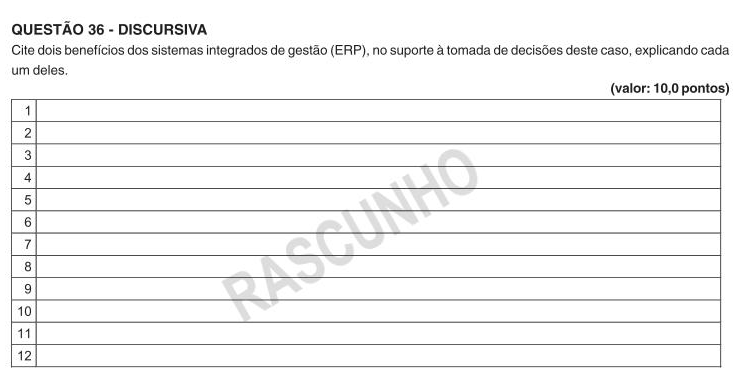 QUESTÃO 36 - DISCURSIVA
Cite dois benefícios dos sistemas integrados de gestão (ERP), no suporte à tomada de decisões deste caso, explicando cada
um deles.
(valor: 10,0 pontos)
1
2
3
4
5
6
7
8
9
10
11
12
RASCUNHO